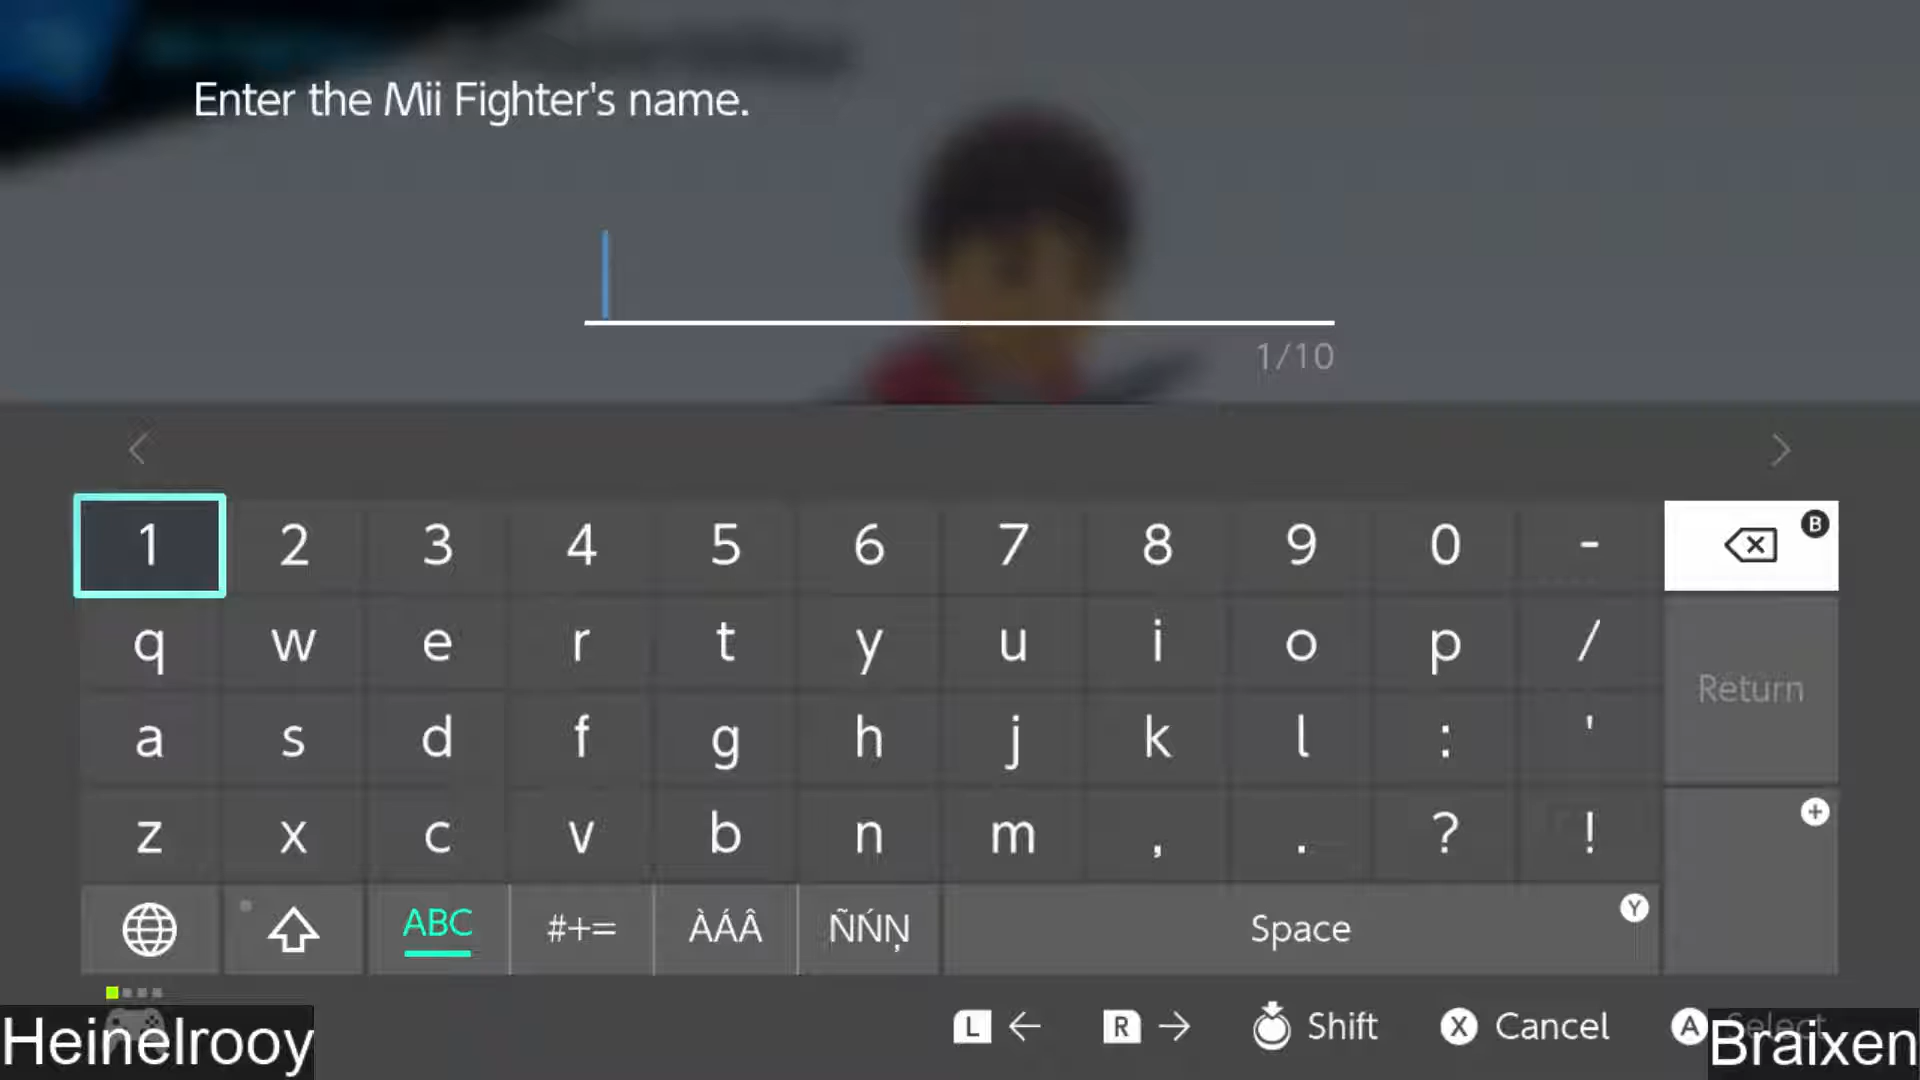 Enter the Mii Fighter's name.
1/10
1 2 3 4 5 6 7 8 9 0 - B
q w e r t y u i o p /
Return
a s d f g h j k l : '
z x c v b n m , . ? ! +
ABC #+= ÀÁÂ ÑŃŅ Space Y
L ← R → Shift X Cancel A Select
Heinelrooy
Braixen